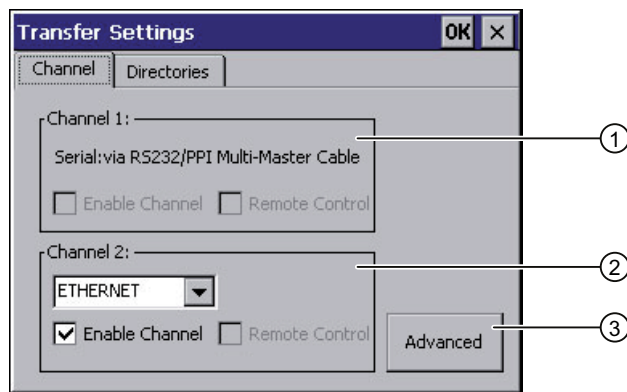 Transfer Settings OK ×
Channel Directories
Channel 1:
Serial:via RS232/PPI Multi-Master Cable
Enable Channel Remote Control
1
Channel 2:
ETHERNET
Enable Channel Remote Control
2
Advanced
3